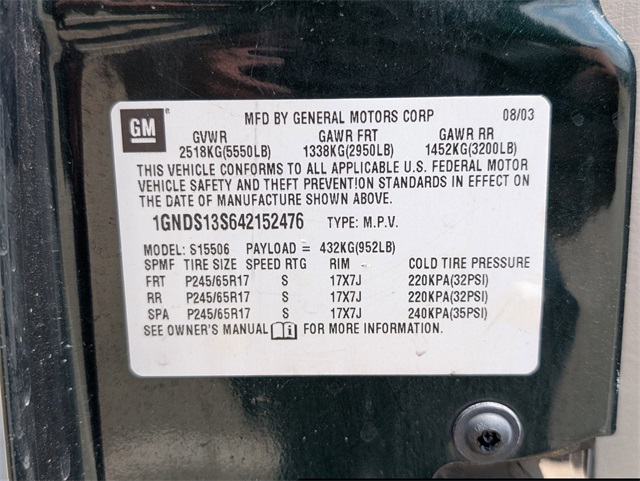 GM ® MFD BY GENERAL MOTORS CORP 08/03
GVWR GAWR FRT GAWR RR
2518KG(5550LB) 1338KG(2950LB) 1452KG(3200LB)
THIS VEHICLE CONFORMS TO ALL APPLICABLE U.S. FEDERAL MOTOR
VEHICLE SAFETY AND THEFT PREVENTION STANDARDS IN EFFECT ON
THE DATE OF MANUFACTURE SHOWN ABOVE.
1GNDS13S642152476 TYPE: M.P.V.
MODEL: S15506 PAYLOAD = 432KG(952LB)
SPMF TIRE SIZE SPEED RTG RIM COLD TIRE PRESSURE
FRT P245/65R17 S 17X7J 220KPA(32PSI)
RR P245/65R17 S 17X7J 220KPA(32PSI)
SPA P245/65R17 S 17X7J 240KPA(35PSI)
SEE OWNER'S MANUAL i FOR MORE INFORMATION.